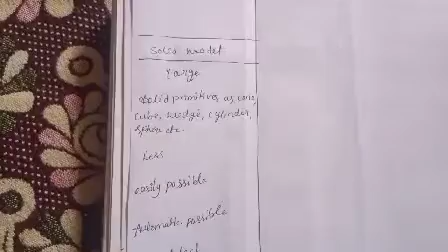 Solid model
Large
Solid primitives as cone,
cube, wedge, cylinder,
sphere etc.
Less
easily possible
Automatic possible